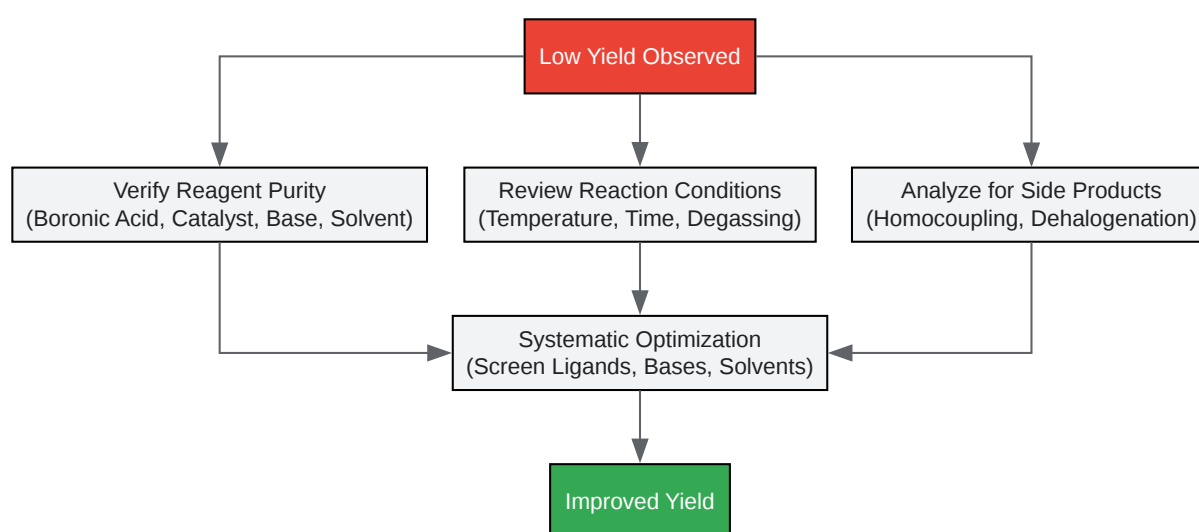 Low Yield Observed
Verify Reagent Purity
(Boronic Acid, Catalyst, Base, Solvent)
Review Reaction Conditions
(Temperature, Time, Degassing)
Analyze for Side Products
(Homocoupling, Dehalogenation)
Systematic Optimization
(Screen Ligands, Bases, Solvents)
Improved Yield